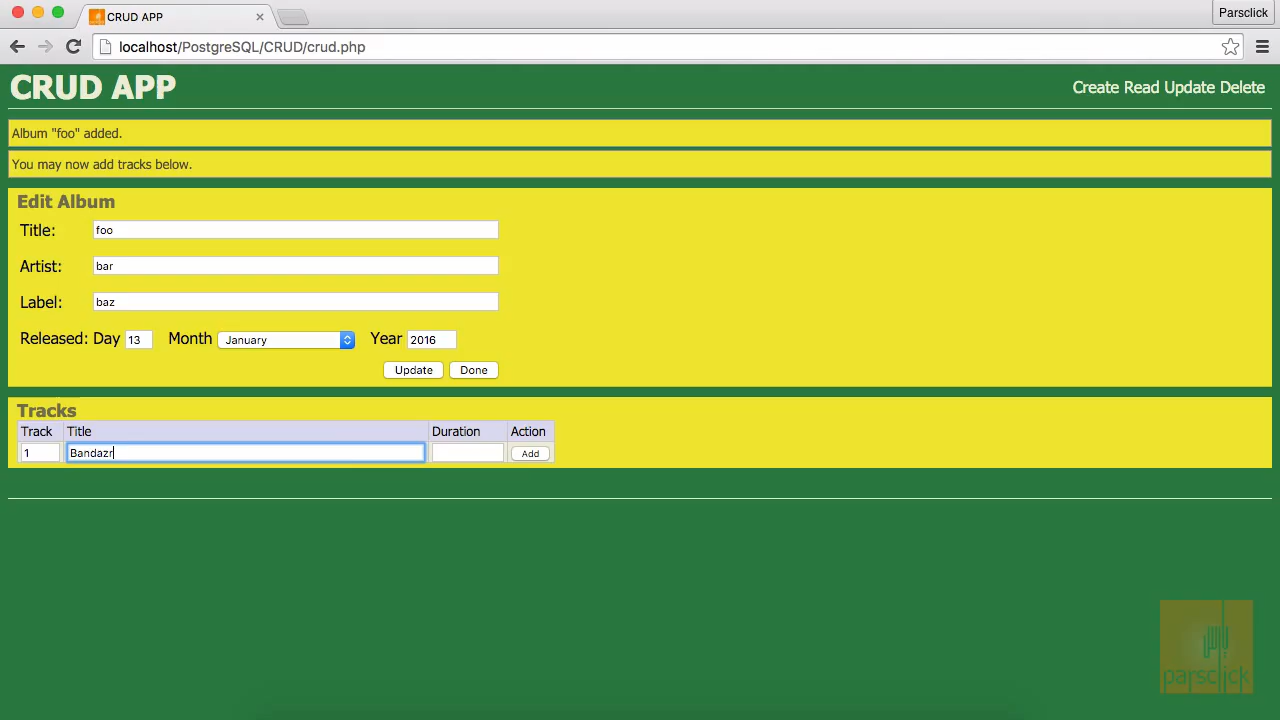 CRUD APP
Parsclick
localhost/PostgreSQL/CRUD/crud.php
CRUD APP
Create Read Update Delete
Album "foo" added.
You may now add tracks below.
Edit Album
Title: foo
Artist: bar
Label: baz
Released: Day 13 Month January Year 2016
Update Done
Tracks
Track Title Duration Action
1 Bandazr Add
parsclick